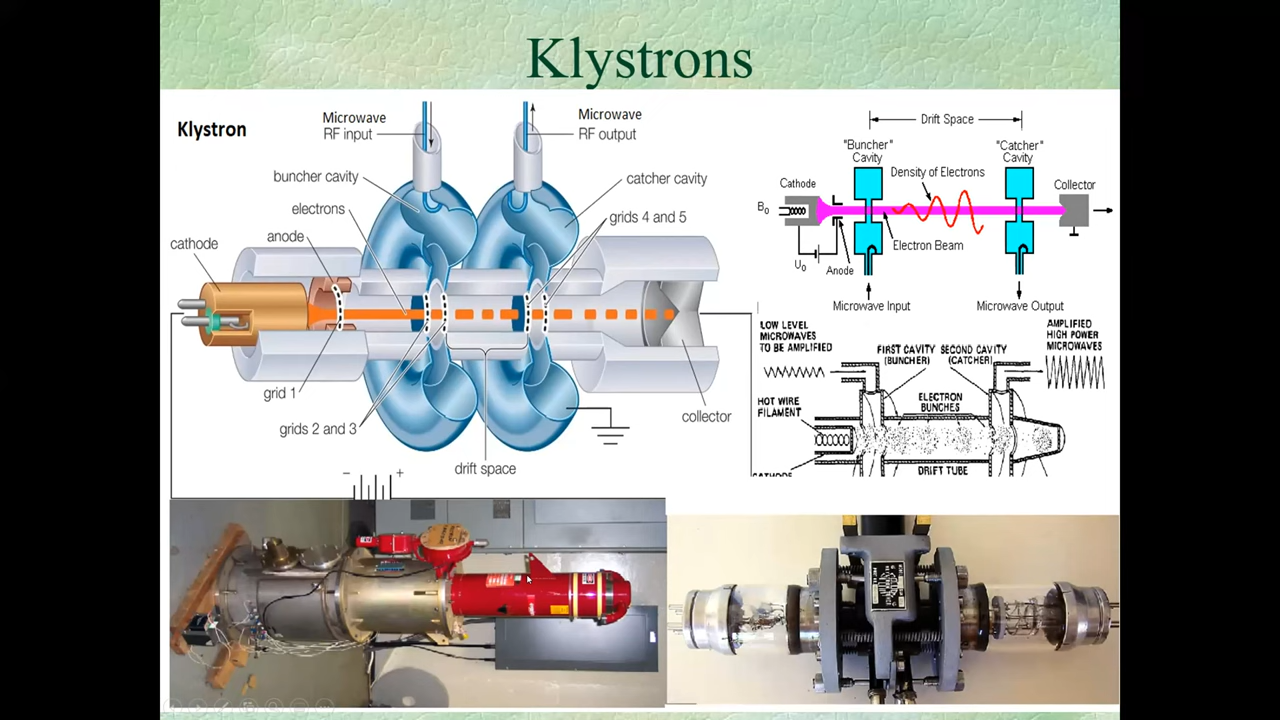 Klystrons
Klystron
Microwave
RF input
Microwave
RF output
buncher cavity
catcher cavity
electrons
grids 4 and 5
anode
cathode
grid 1
grids 2 and 3
drift space
collector
−
+
Drift Space
"Buncher"
Cavity
"Catcher"
Cavity
Density of Electrons
Cathode
Collector
B₀
Electron Beam
U₀
Anode
Microwave Input
Microwave Output
LOW LEVEL
MICROWAVES
TO BE AMPLIFIED
AMPLIFIED
HIGH POWER
MICROWAVES
FIRST CAVITY
(BUNCHER)
SECOND CAVITY
(CATCHER)
HOT WIRE
FILAMENT
ELECTRON
BUNCHES
CATHODE
DRIFT TUBE